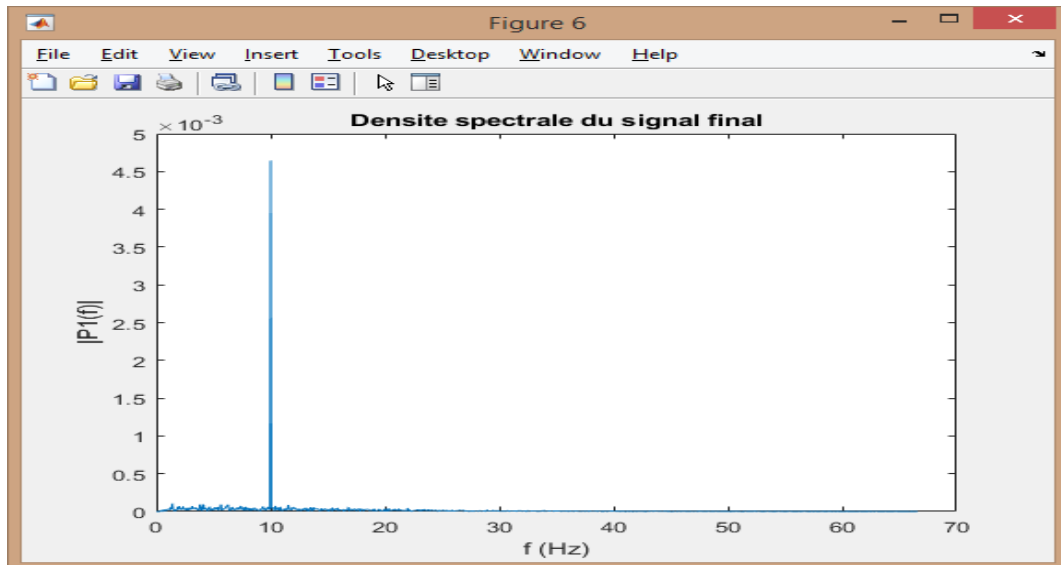 Figure 6
File Edit View Insert Tools Desktop Window Help
Densite spectrale du signal final
× 10^-3
5
4.5
4
3.5
3
2.5
2
1.5
1
0.5
0
|P1(f)|
0 10 20 30 40 50 60 70
f (Hz)